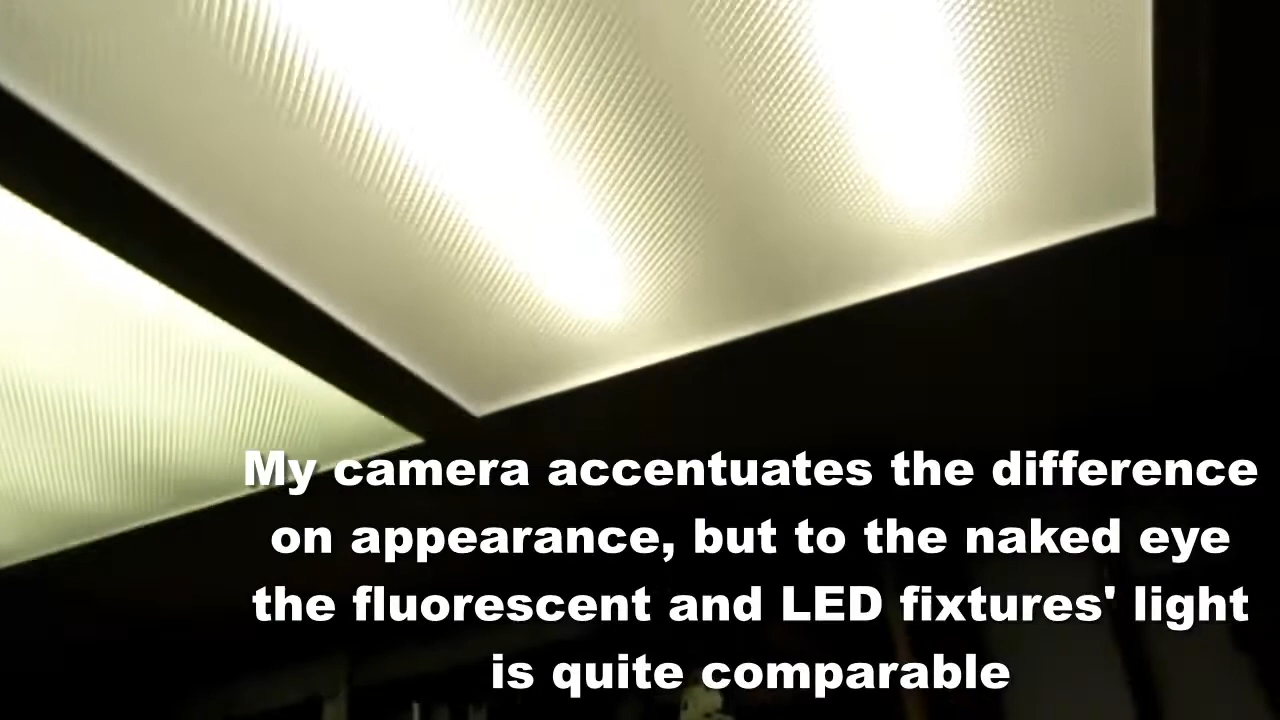 My camera accentuates the difference
on appearance, but to the naked eye
the fluorescent and LED fixtures' light
is quite comparable